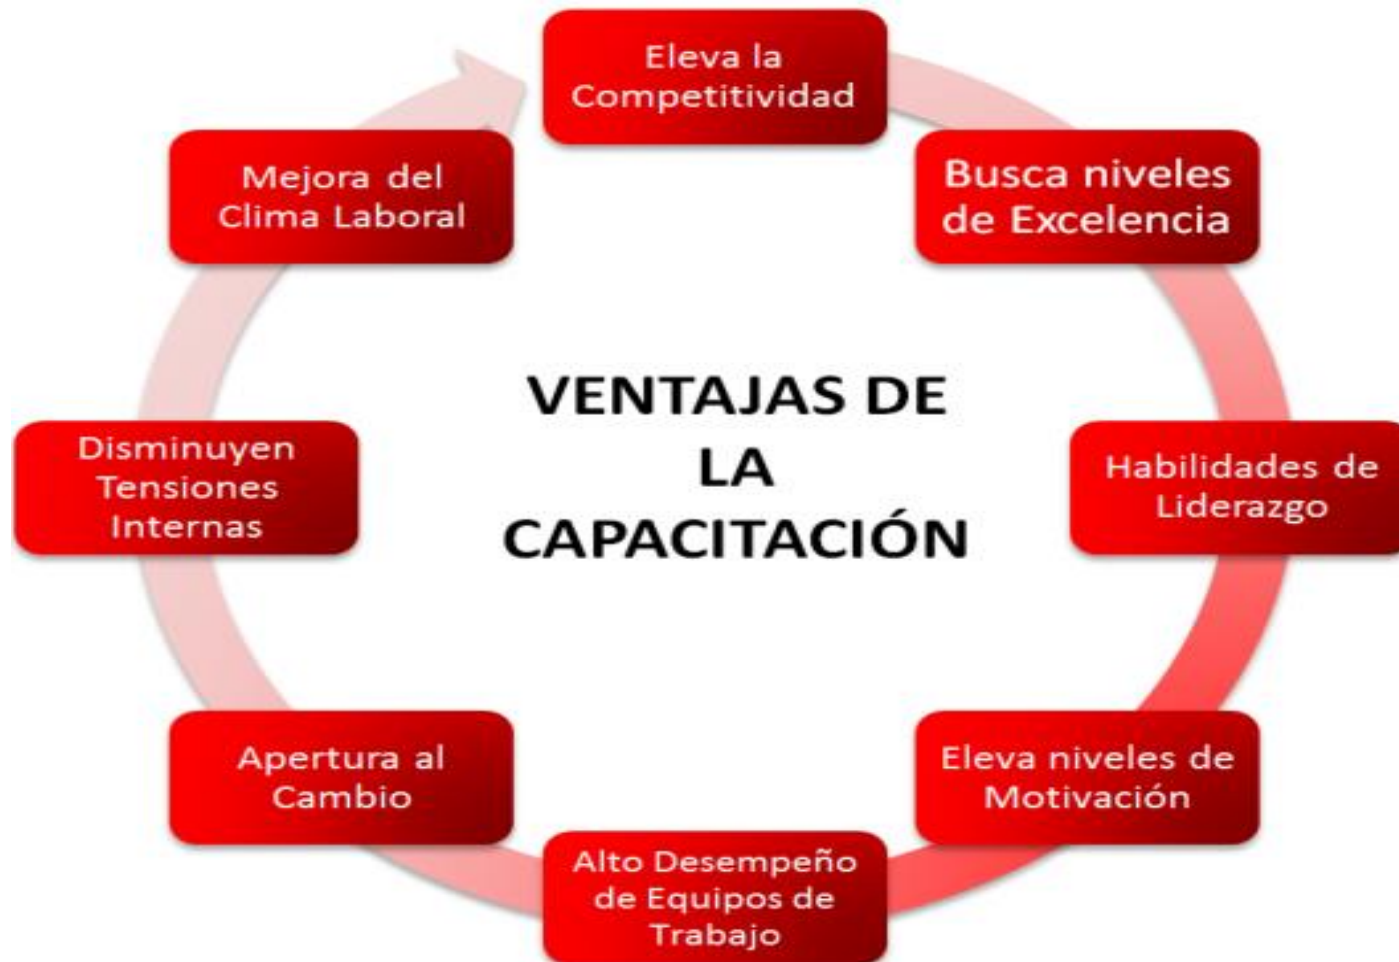 Eleva la
Competitividad
Busca niveles
de Excelencia
Habilidades de
Liderazgo
Eleva niveles de
Motivación
Alto Desempeño
de Equipos de
Trabajo
Apertura al
Cambio
Disminuyen
Tensiones
Internas
Mejora del
Clima Laboral
VENTAJAS DE
LA
CAPACITACIÓN